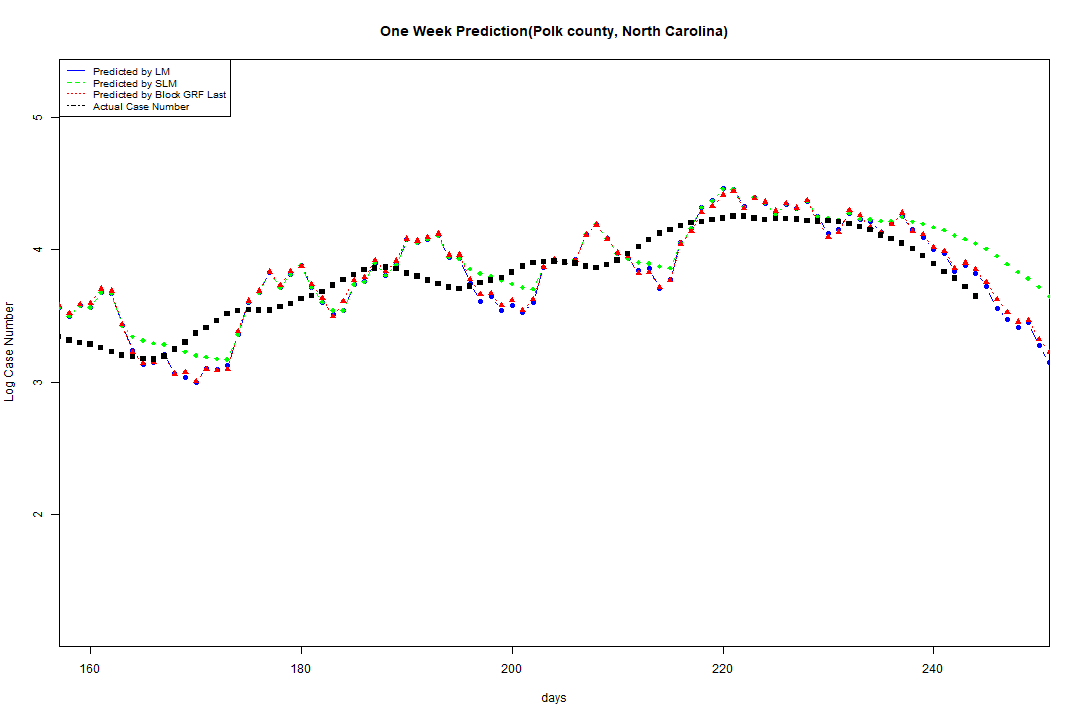 One Week Prediction(Polk county, North Carolina)
Predicted by LM
Predicted by SLM
Predicted by Block GRF Last
Actual Case Number
5
4
3
2
Log Case Number
160 180 200 220 240
days